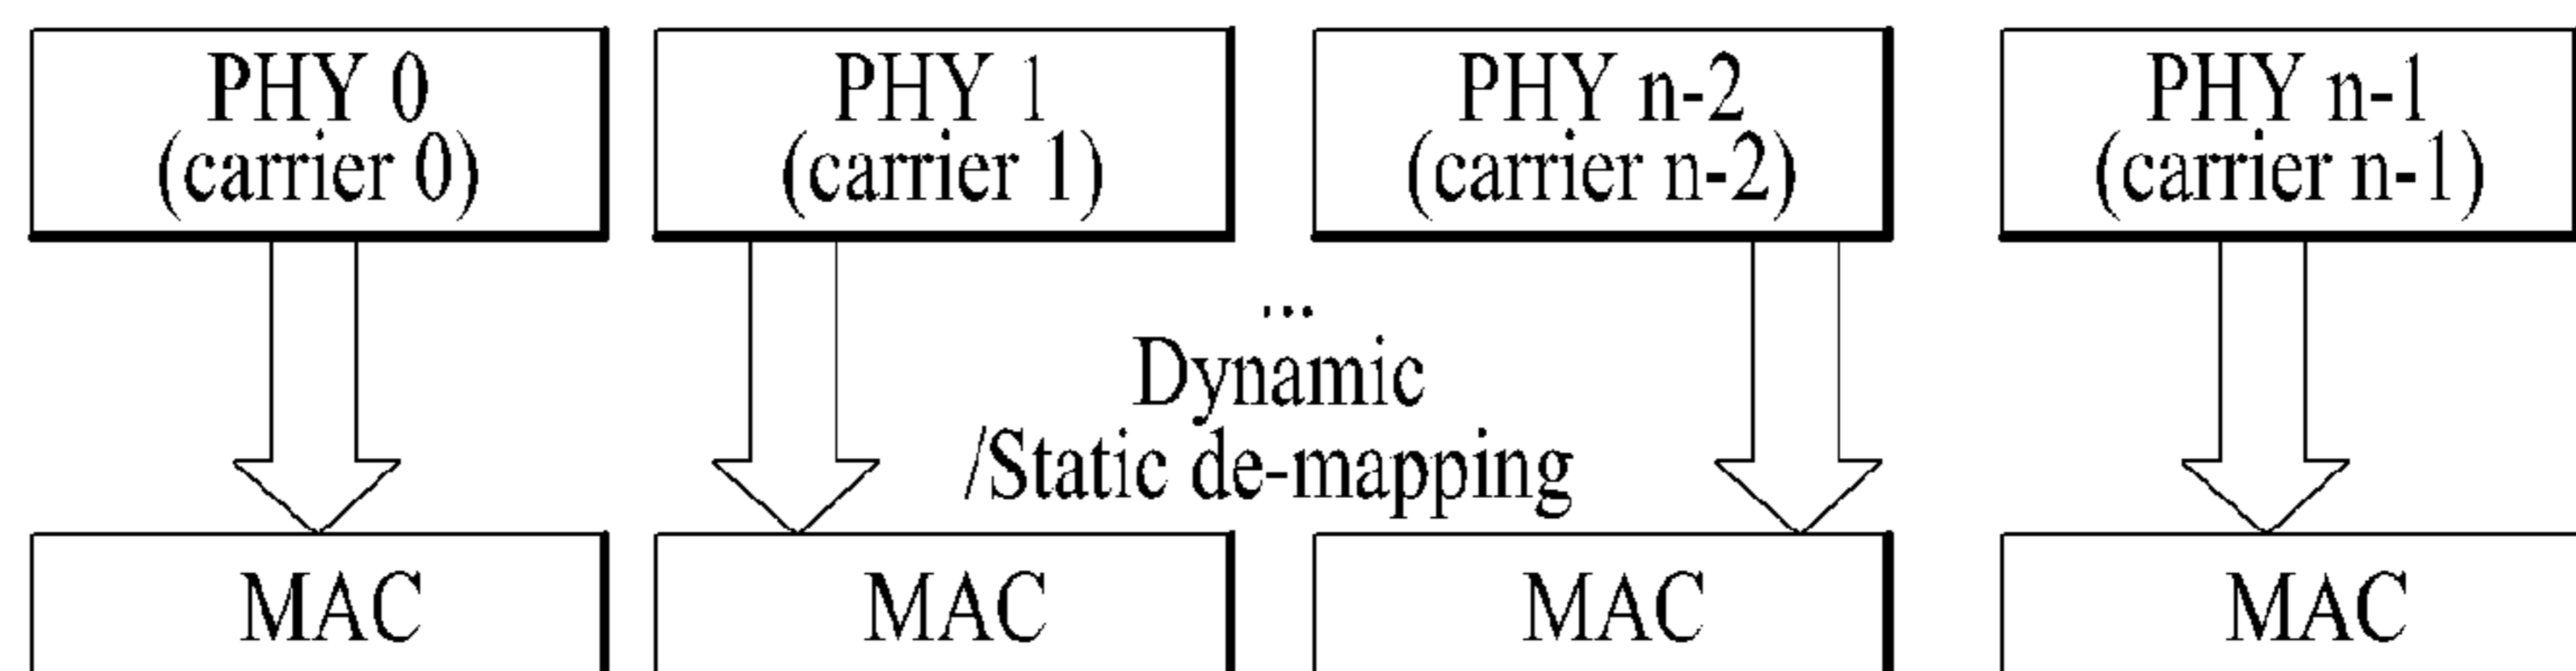 PHY 0
(carrier 0)
PHY 1
(carrier 1)
PHY n-2
(carrier n-2)
PHY n-1
(carrier n-1)
...
Dynamic
/Static de-mapping
MAC
MAC
MAC
MAC